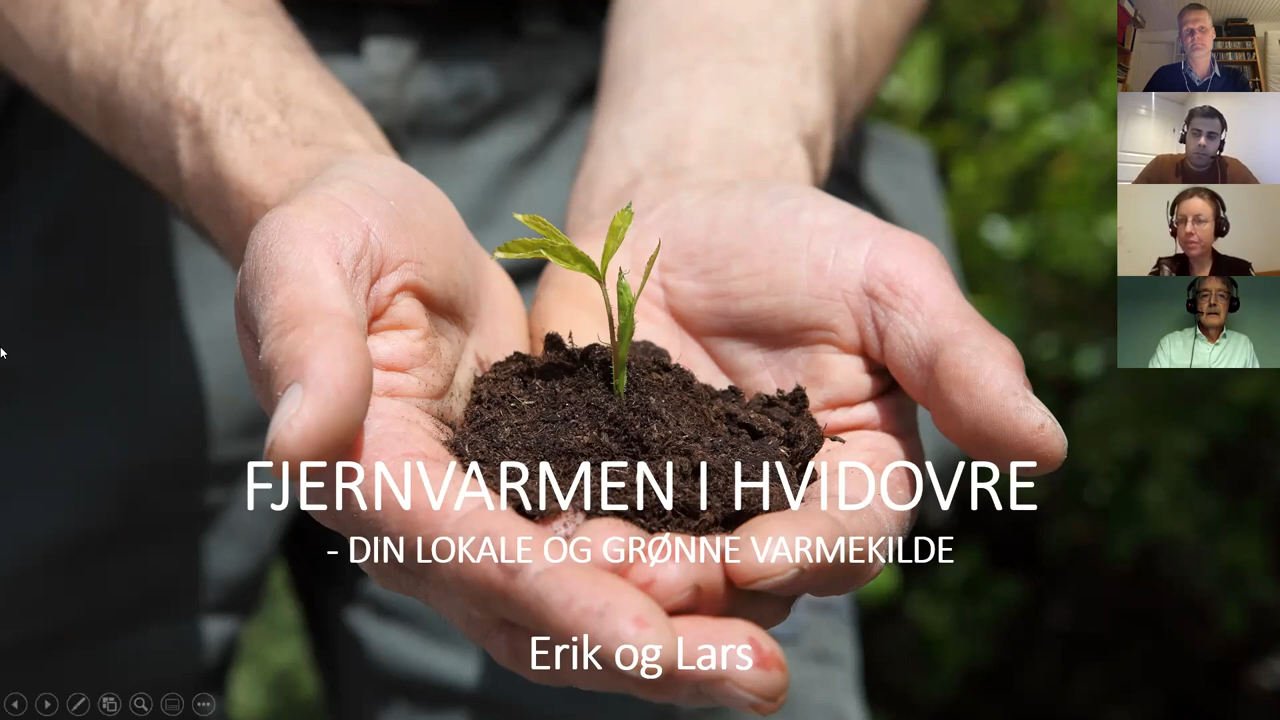 FJERNVARMEN I HVIDOVRE
- DIN LOKALE OG GRØNNE VARMEKILDE
Erik og Lars